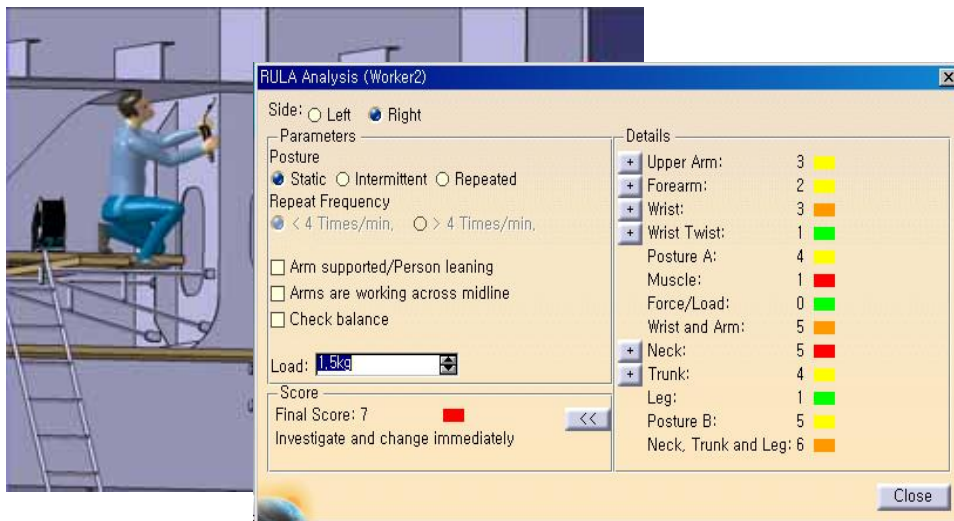 RULA Analysis (Worker2)
Side: Left Right
Parameters
Posture
Static Intermittent Repeated
Repeat Frequency
< 4 Times/min, > 4 Times/min,
Arm supported/Person leaning
Arms are working across midline
Check balance
Load: 1,5kg
Score
Final Score: 7
<<
Investigate and change immediately
Details
+ Upper Arm: 3
+ Forearm: 2
+ Wrist: 3
+ Wrist Twist: 1
Posture A: 4
Muscle: 1
Force/Load: 0
Wrist and Arm: 5
+ Neck: 5
+ Trunk: 4
Leg: 1
Posture B: 5
Neck, Trunk and Leg: 6
Close